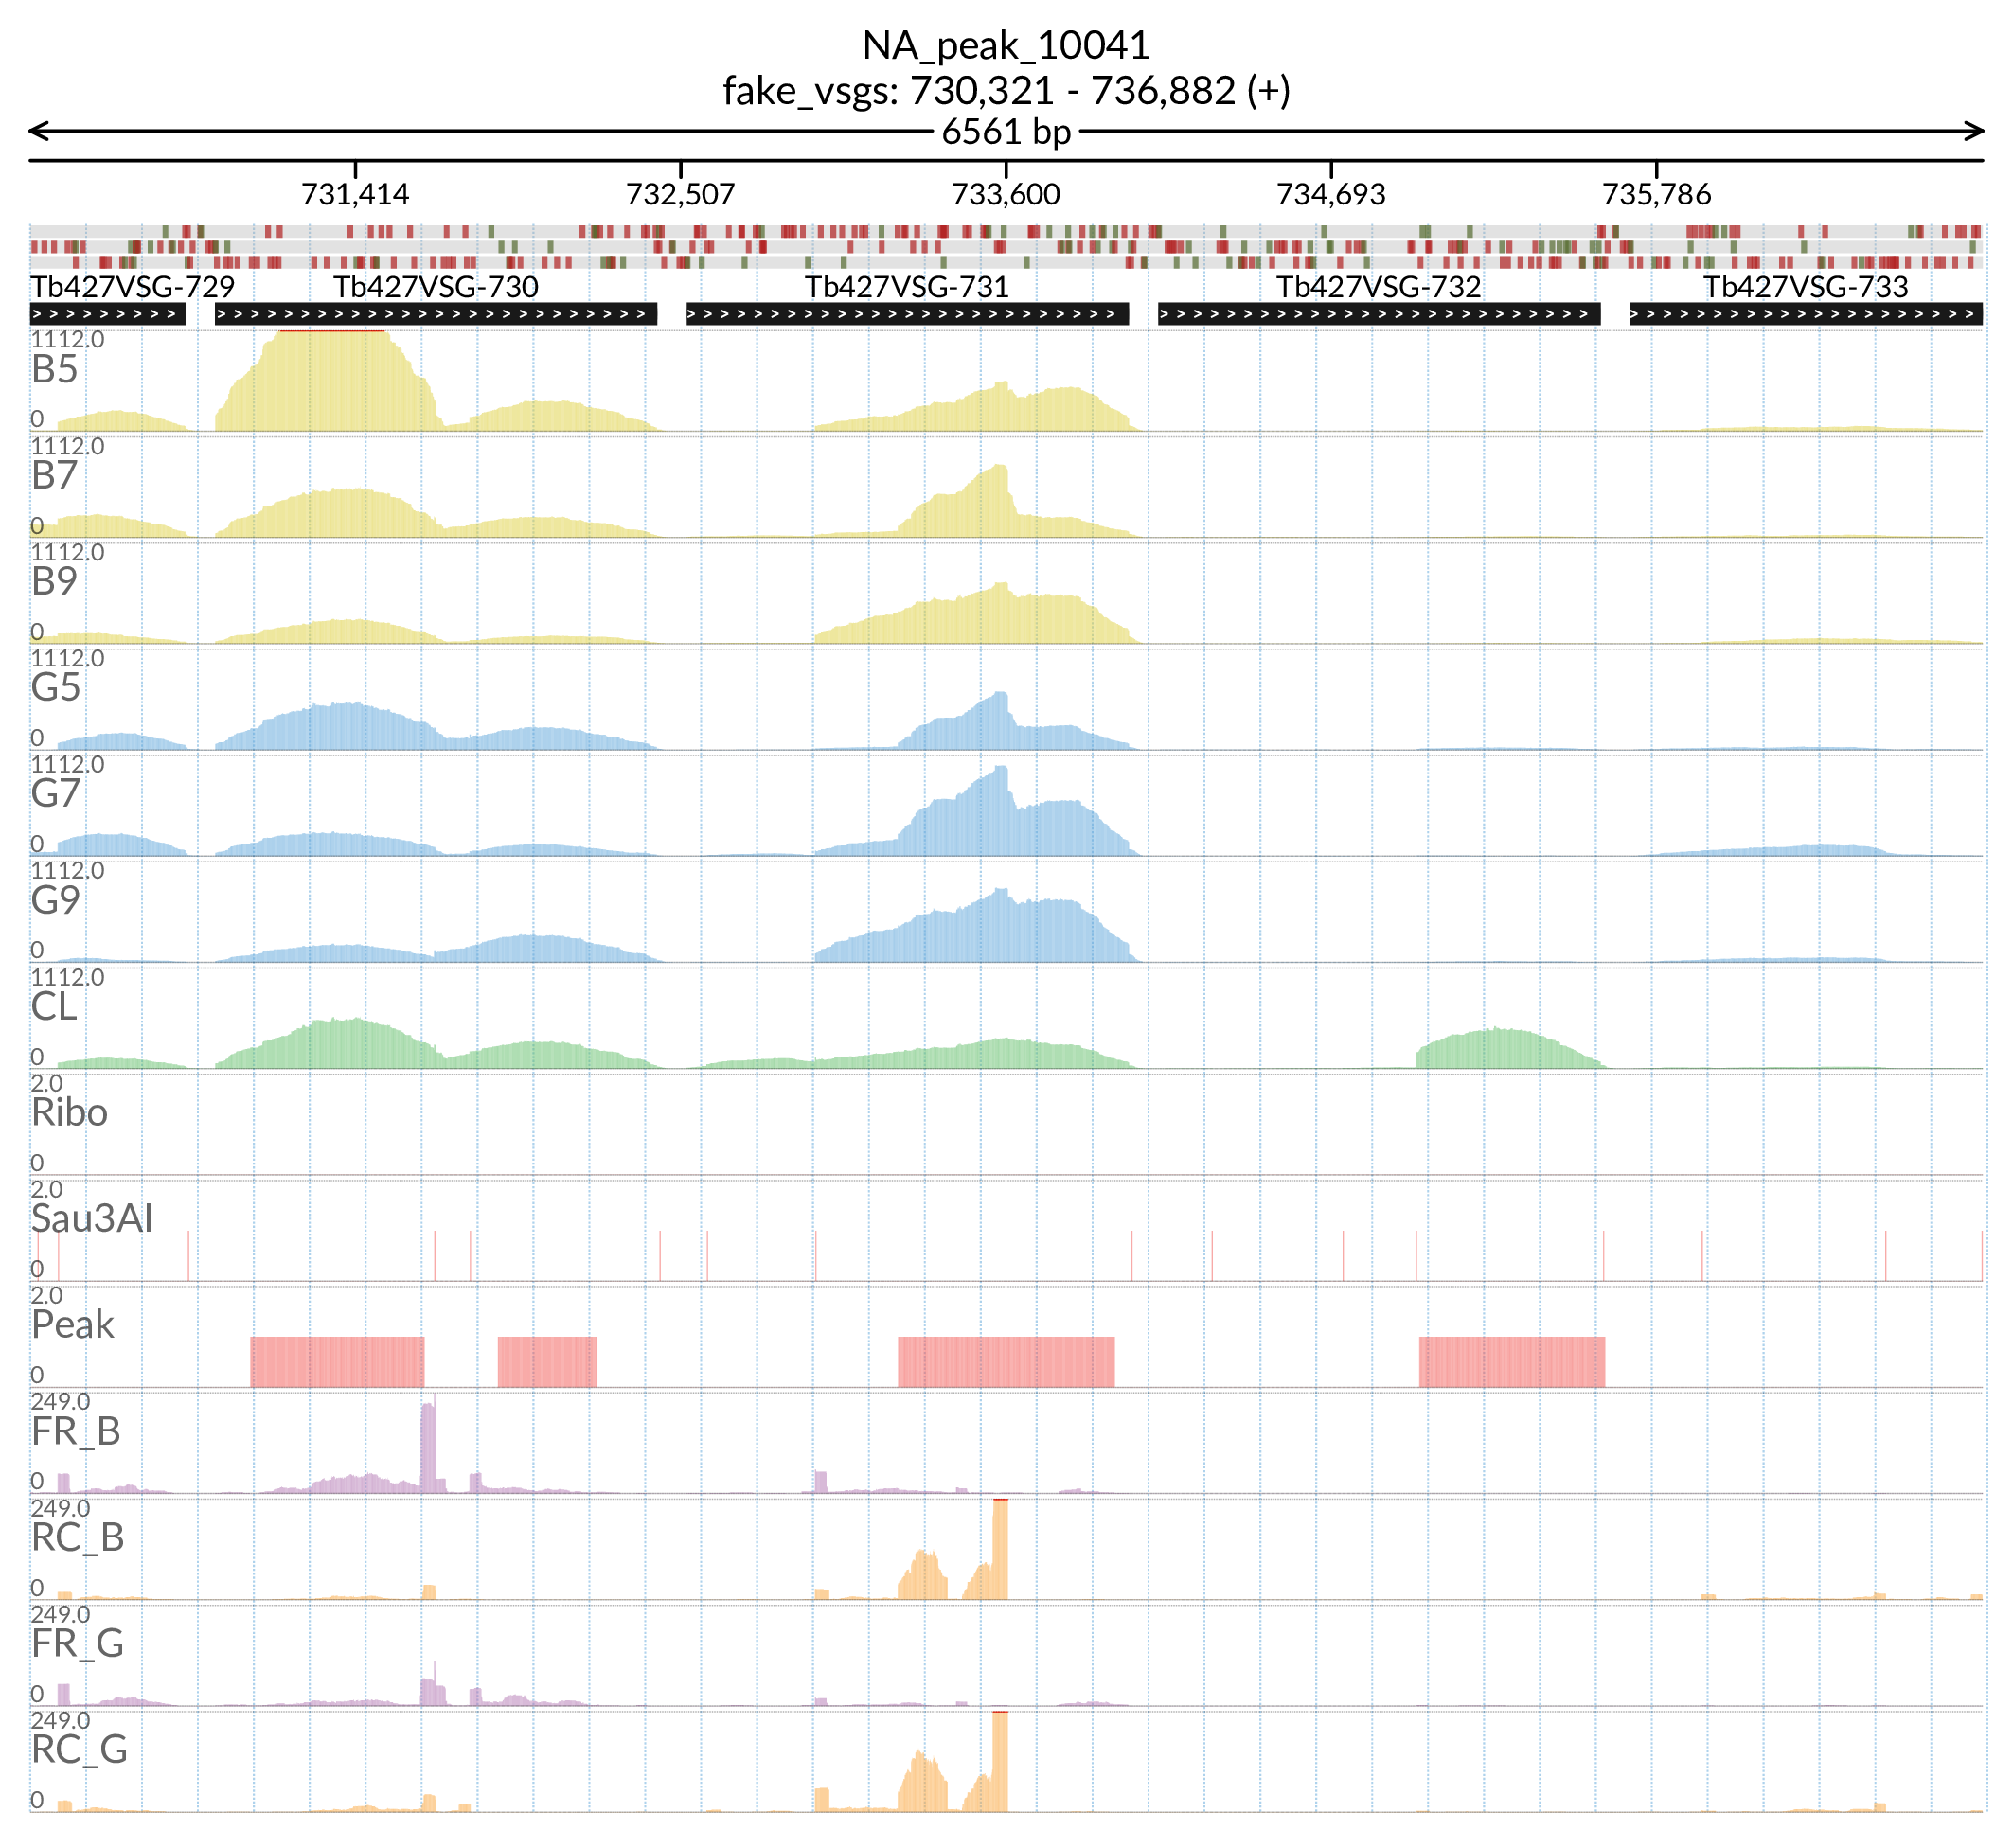 NA_peak_10041
fake_vsgs: 730,321 - 736,882 (+)
6561 bp
731,414 732,507 733,600 734,693 735,786
Tb427VSG-729 Tb427VSG-730 Tb427VSG-731 Tb427VSG-732 Tb427VSG-733
1112.0
B5
0
1112.0
B7
0
1112.0
B9
0
1112.0
G5
0
1112.0
G7
0
1112.0
G9
0
1112.0
CL
0
2.0
Ribo
0
2.0
Sau3AI
0
2.0
Peak
0
249.0
FR_B
0
249.0
RC_B
0
249.0
FR_G
0
249.0
RC_G
0